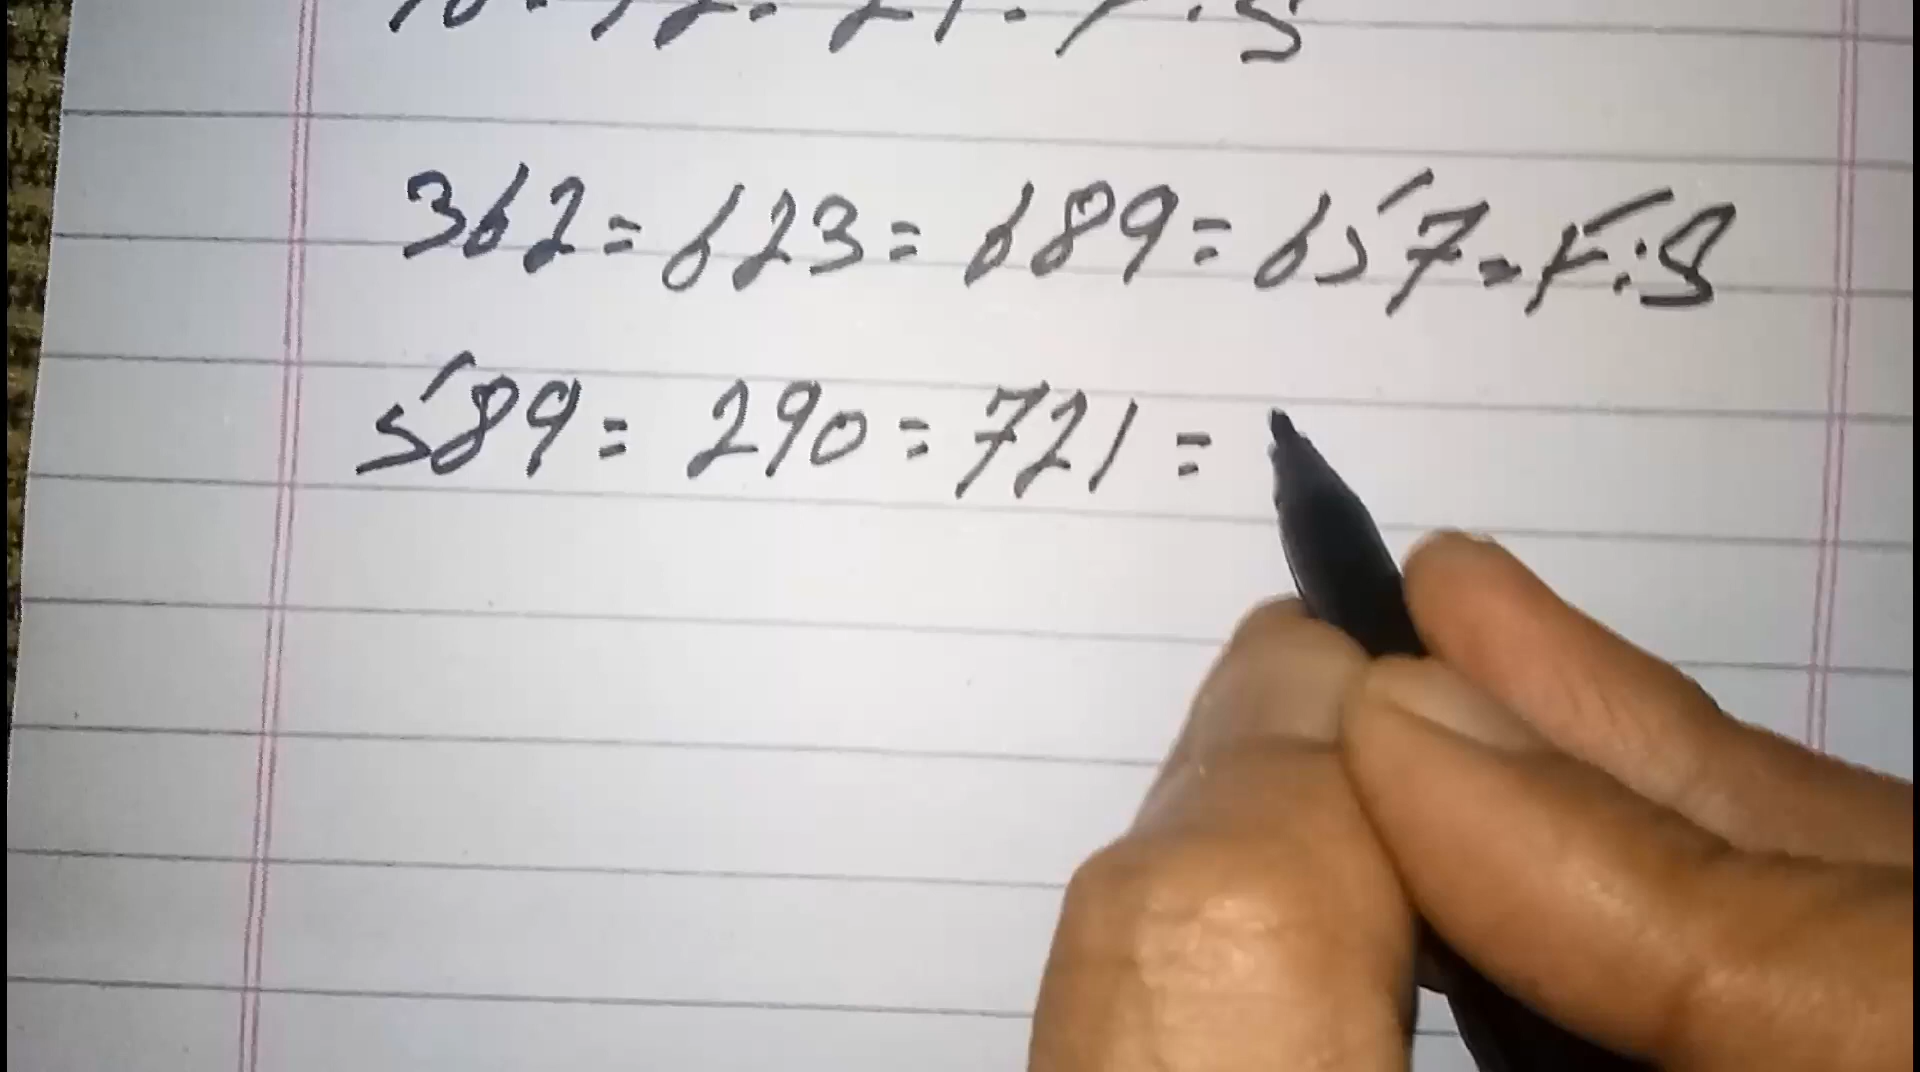 362 = 623 = 689 = 657 = F.S
589 = 290 = 721 =